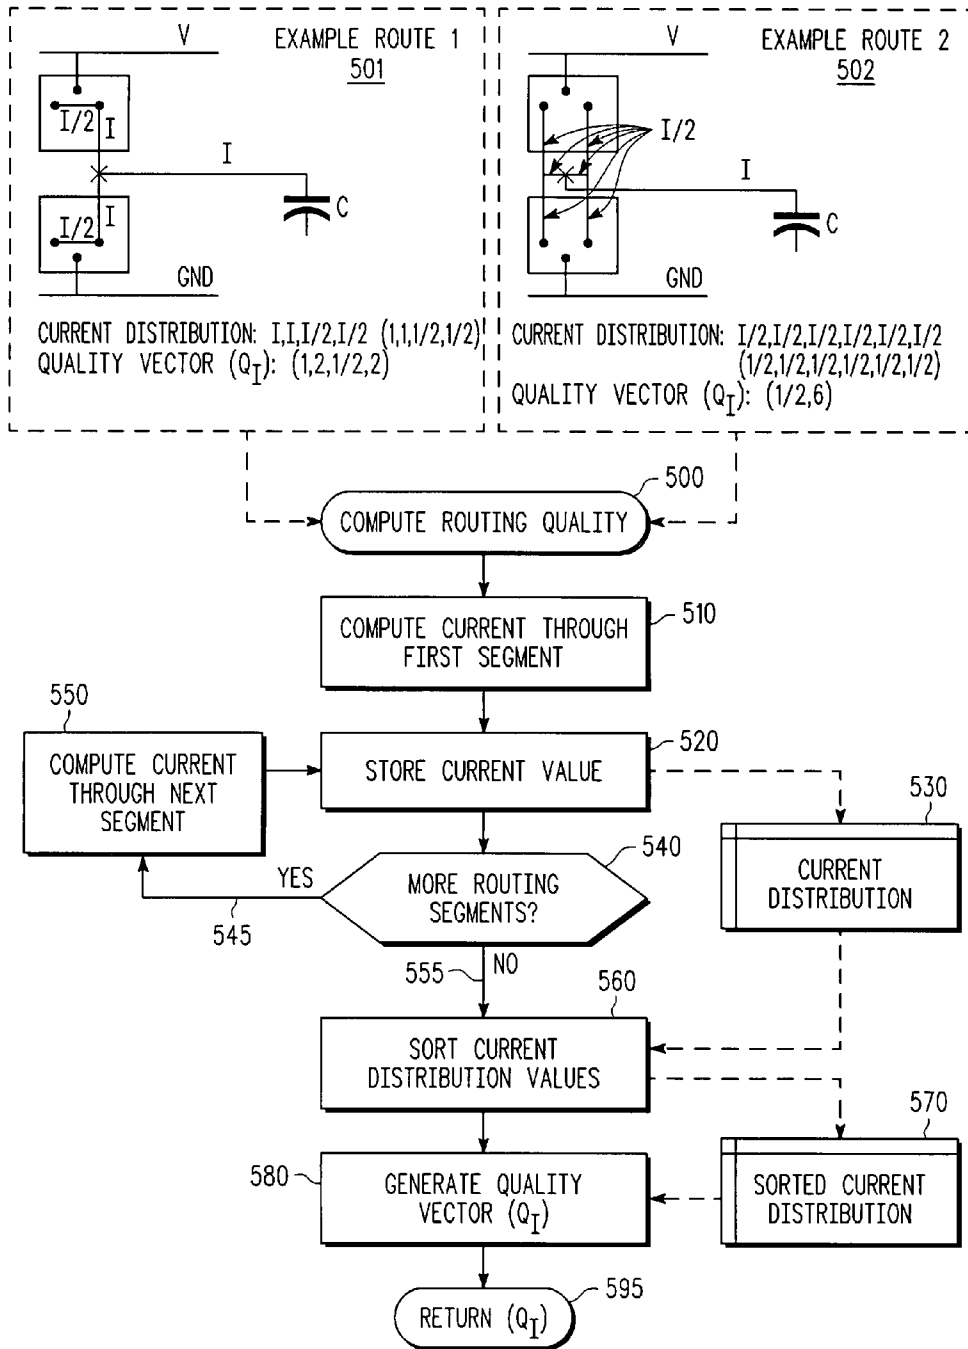 V
EXAMPLE ROUTE 1
501
I/2
I
I
I
I/2
C
GND
CURRENT DISTRIBUTION: I,I,I/2,I/2 (1,1,1/2,1/2)
QUALITY VECTOR (QI): (1,2,1/2,2)
V
EXAMPLE ROUTE 2
502
I/2
I
C
GND
CURRENT DISTRIBUTION: I/2,I/2,I/2,I/2,I/2,I/2
(1/2,1/2,1/2,1/2,1/2,1/2)
QUALITY VECTOR (QI): (1/2,6)
500
COMPUTE ROUTING QUALITY
510
COMPUTE CURRENT THROUGH
FIRST SEGMENT
550
COMPUTE CURRENT
THROUGH NEXT
SEGMENT
520
STORE CURRENT VALUE
530
CURRENT
DISTRIBUTION
540
MORE ROUTING
SEGMENTS?
YES
545
555
NO
560
SORT CURRENT
DISTRIBUTION VALUES
570
SORTED CURRENT
DISTRIBUTION
580
GENERATE QUALITY
VECTOR (QI)
595
RETURN (QI)